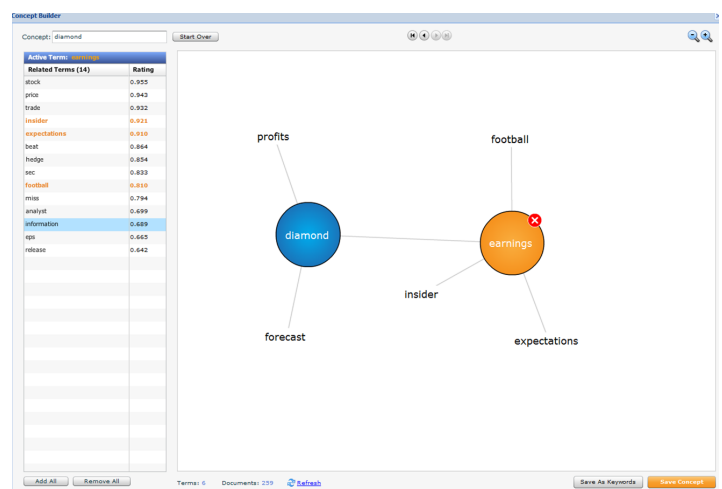 Concept Builder
Concept: diamond Start Over
Active Term: earnings
Related Terms (14) Rating
stock 0.955
price 0.943
trade 0.932
insider 0.921
expectations 0.910
beat 0.864
hedge 0.854
sec 0.833
football 0.810
miss 0.794
analyst 0.699
information 0.689
eps 0.665
release 0.642
profits
football
diamond
earnings
insider
forecast
expectations
Add All Remove All
Terms: 6 Documents: 259 Refresh
Save As Keywords Save Concept